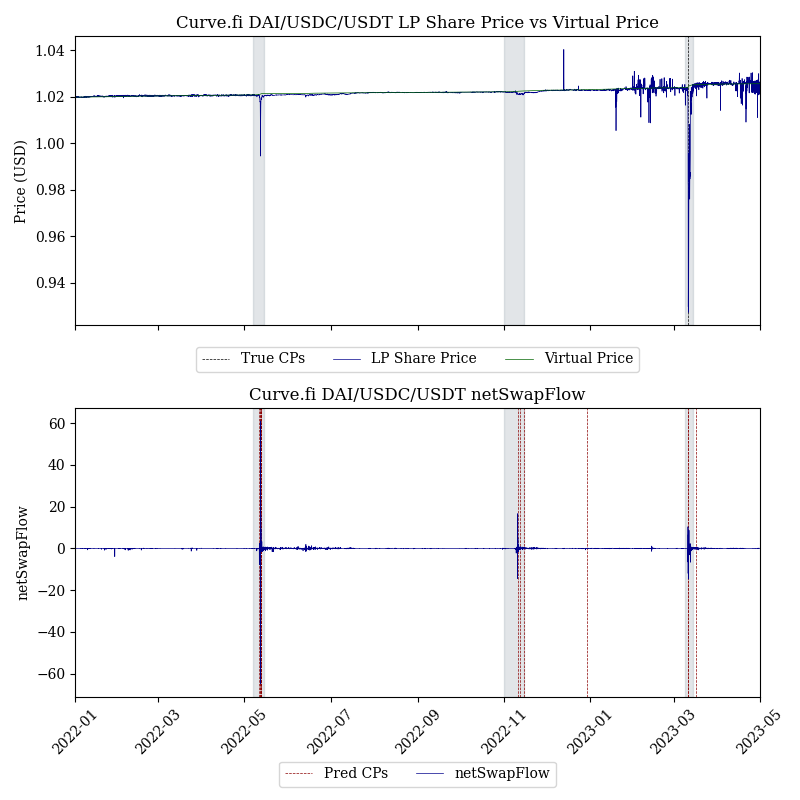 Curve.fi DAI/USDC/USDT LP Share Price vs Virtual Price
1.04
1.02
1.00
0.98
0.96
0.94
Price (USD)
True CPs LP Share Price Virtual Price
Curve.fi DAI/USDC/USDT netSwapFlow
60
40
20
0
−20
−40
−60
netSwapFlow
2022-01 2022-03 2022-05 2022-07 2022-09 2022-11 2023-01 2023-03 2023-05
Pred CPs netSwapFlow